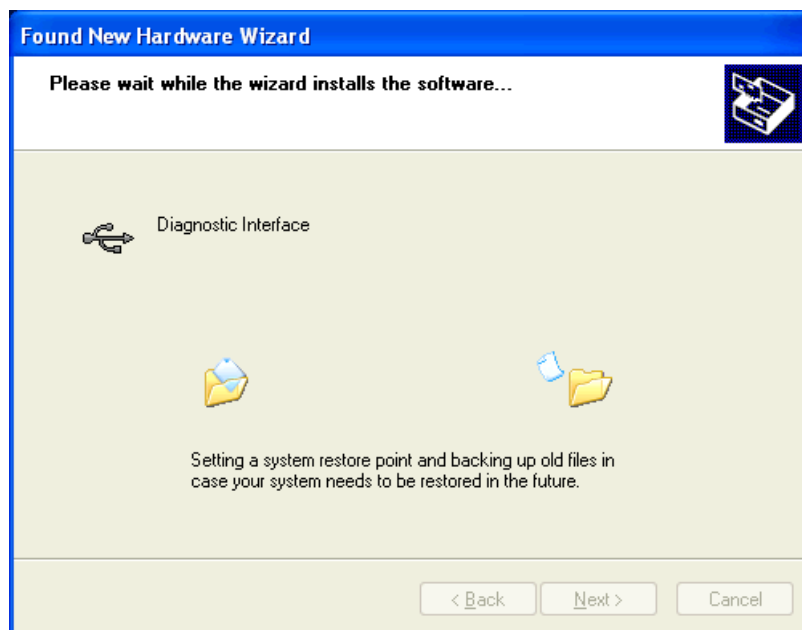 Found New Hardware Wizard
Please wait while the wizard installs the software...
Diagnostic Interface
Setting a system restore point and backing up old files in
case your system needs to be restored in the future.
< Back
Next >
Cancel